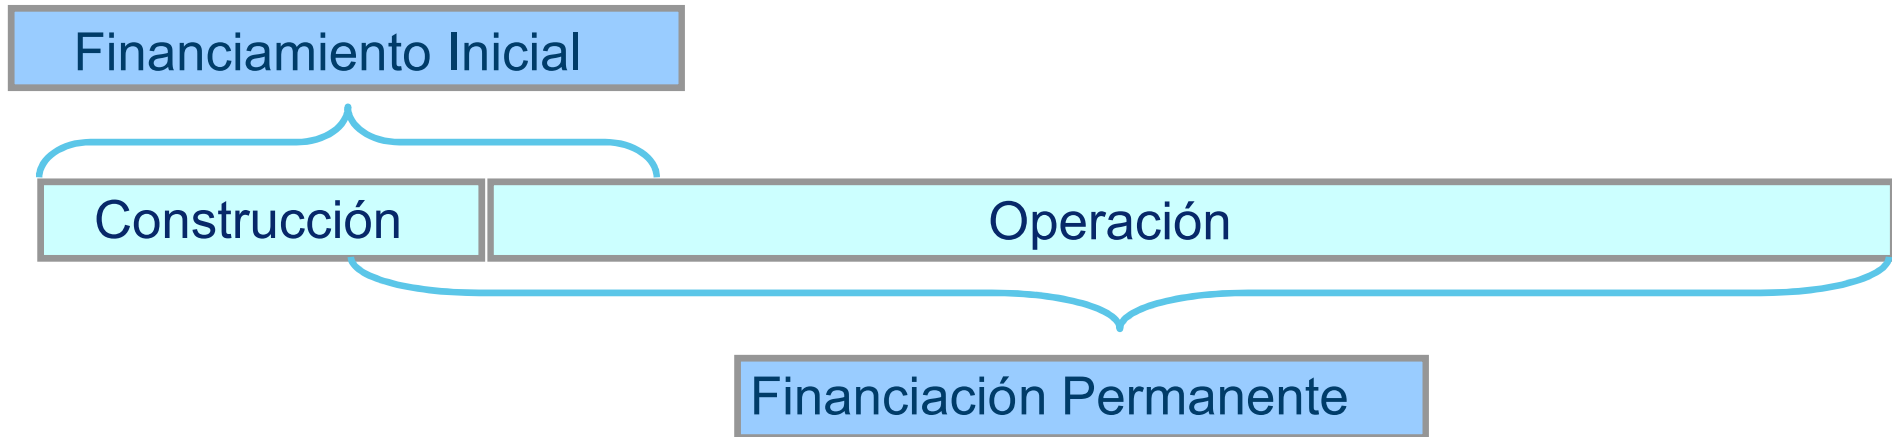 Financiamiento Inicial
Construcción
Operación
Financiación Permanente